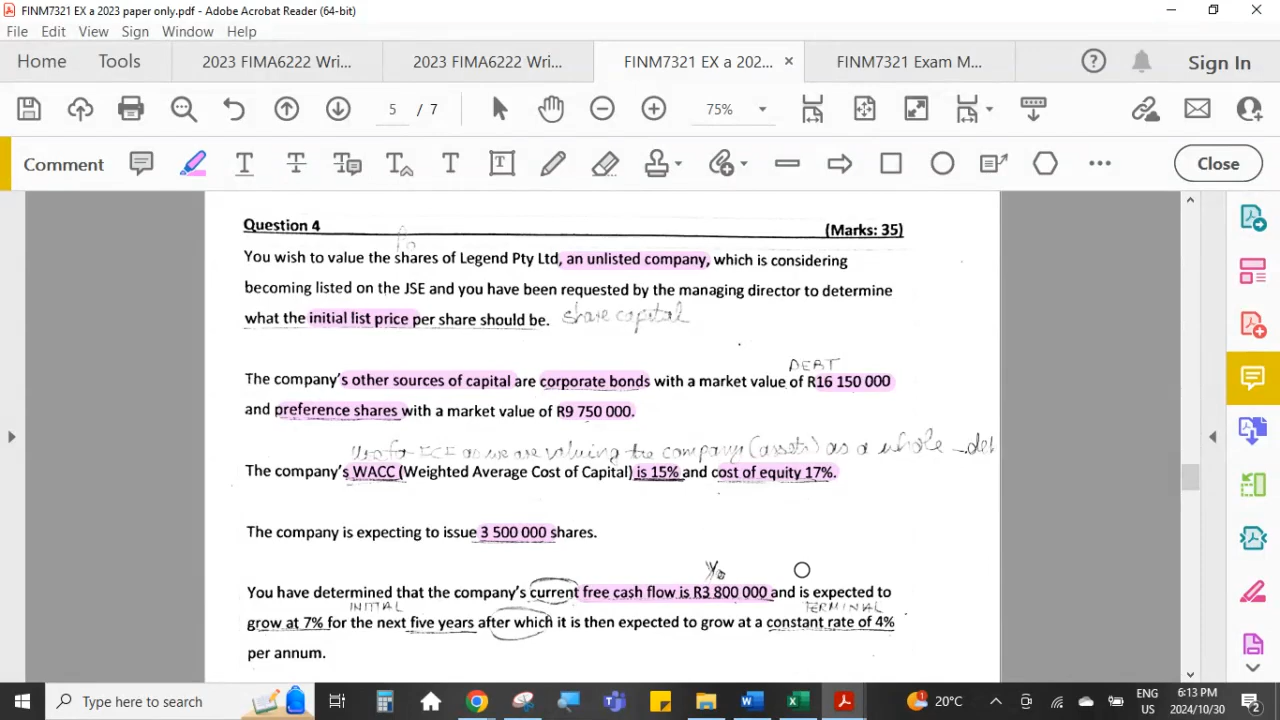 FINM7321 EX a 2023 paper only.pdf - Adobe Acrobat Reader (64-bit)
File Edit View Sign Window Help
Home Tools 2023 FIMA6222 Wri... 2023 FIMA6222 Wri... FINM7321 EX a 202... × FINM7321 Exam M... Sign In
5 / 7 75%
Comment Close
Question 4 (Marks: 35)
You wish to value the shares of Legend Pty Ltd, an unlisted company, which is considering
becoming listed on the JSE and you have been requested by the managing director to determine
what the initial list price per share should be. share capital
DEBT
The company's other sources of capital are corporate bonds with a market value of R16 150 000
and preference shares with a market value of R9 750 000.
as we are valuing the company (assets) as a whole
The company's WACC (Weighted Average Cost of Capital) is 15% and cost of equity 17%.
The company is expecting to issue 3 500 000 shares.
You have determined that the company's current free cash flow is R3 800 000 and is expected to
INITIAL TERMINAL
grow at 7% for the next five years after which it is then expected to grow at a constant rate of 4%
per annum.
Type here to search 20°C ENG US 6:13 PM 2024/10/30 2